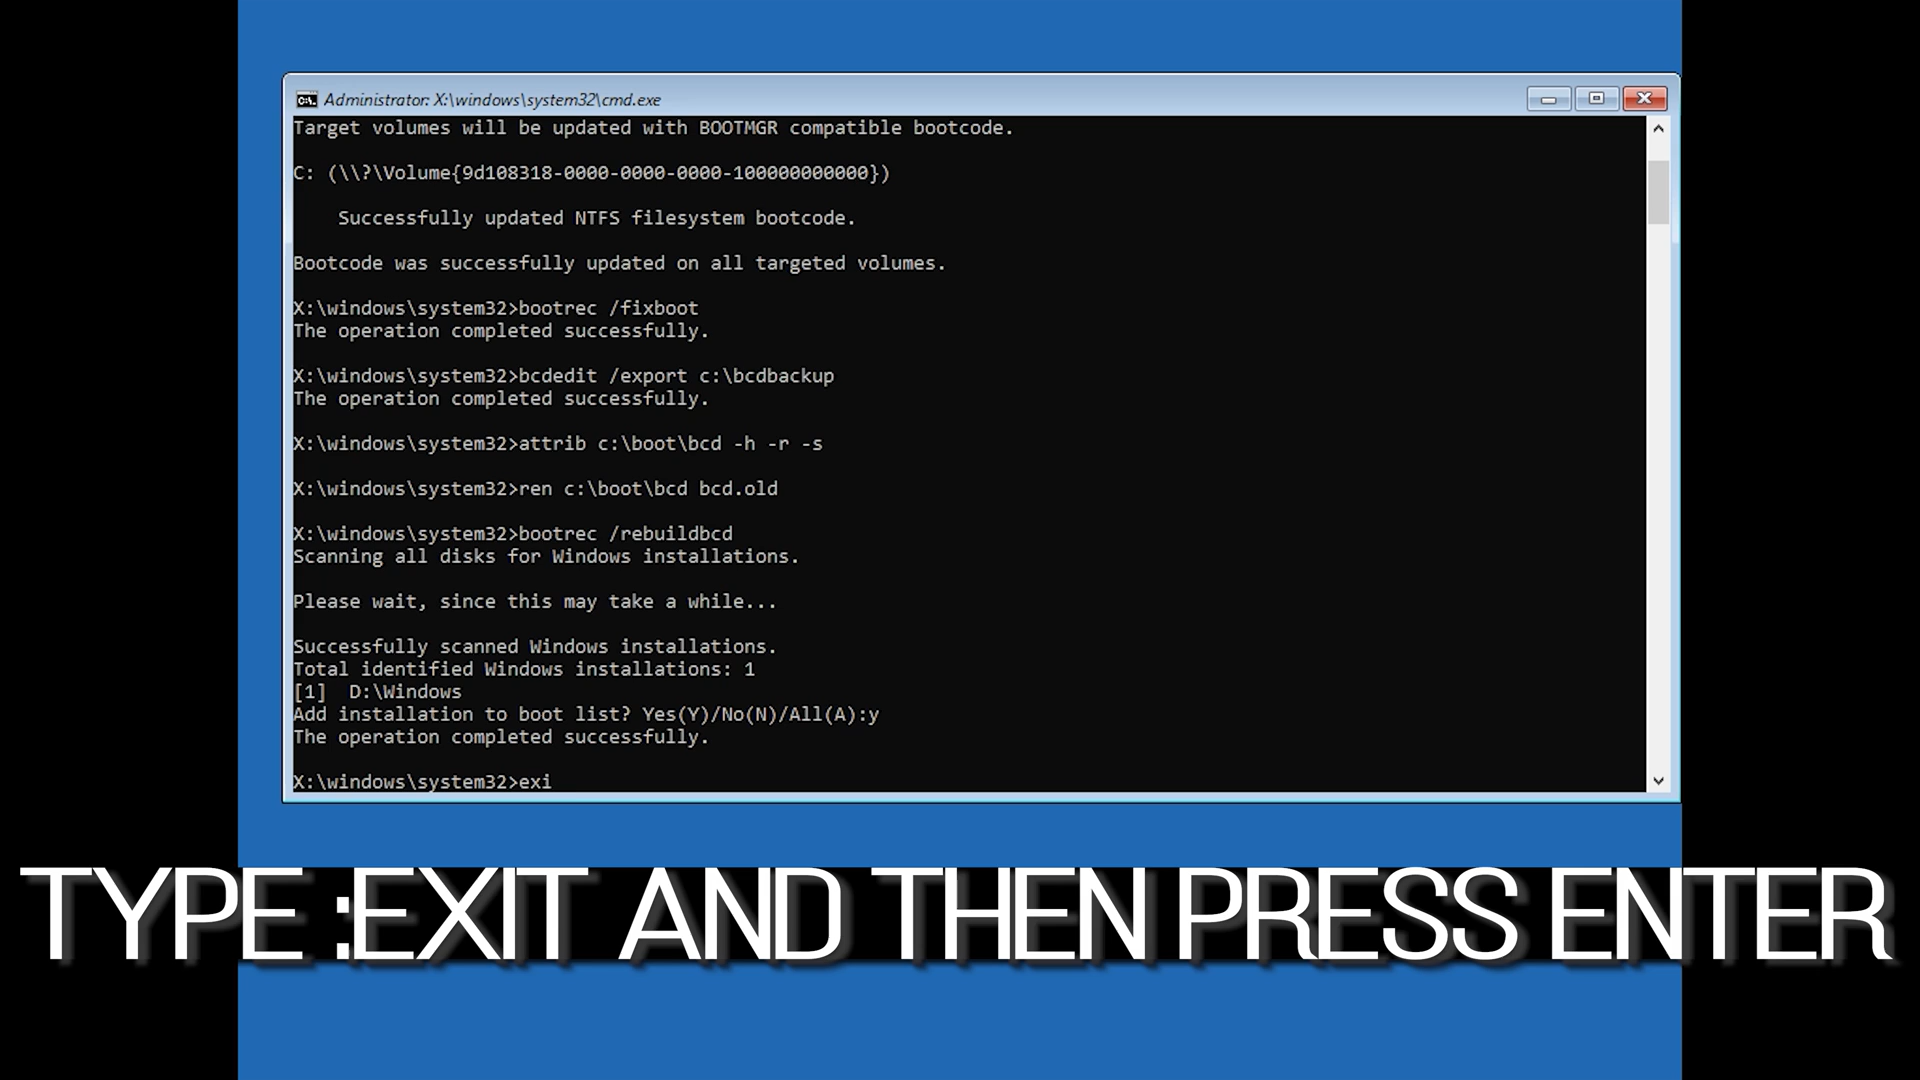 Administrator: X:\windows\system32\cmd.exe
Target volumes will be updated with BOOTMGR compatible bootcode.
C: (\\?\Volume{9d108318-0000-0000-0000-100000000000})
Successfully updated NTFS filesystem bootcode.
Bootcode was successfully updated on all targeted volumes.
X:\windows\system32>bootrec /fixboot
The operation completed successfully.
X:\windows\system32>bcdedit /export c:\bcdbackup
The operation completed successfully.
X:\windows\system32>attrib c:\boot\bcd -h -r -s
X:\windows\system32>ren c:\boot\bcd bcd.old
X:\windows\system32>bootrec /rebuildbcd
Scanning all disks for Windows installations.
Please wait, since this may take a while...
Successfully scanned Windows installations.
Total identified Windows installations: 1
[1]  D:\Windows
Add installation to boot list? Yes(Y)/No(N)/All(A):y
The operation completed successfully.
X:\windows\system32>exi
TYPE :EXIT AND THEN PRESS ENTER